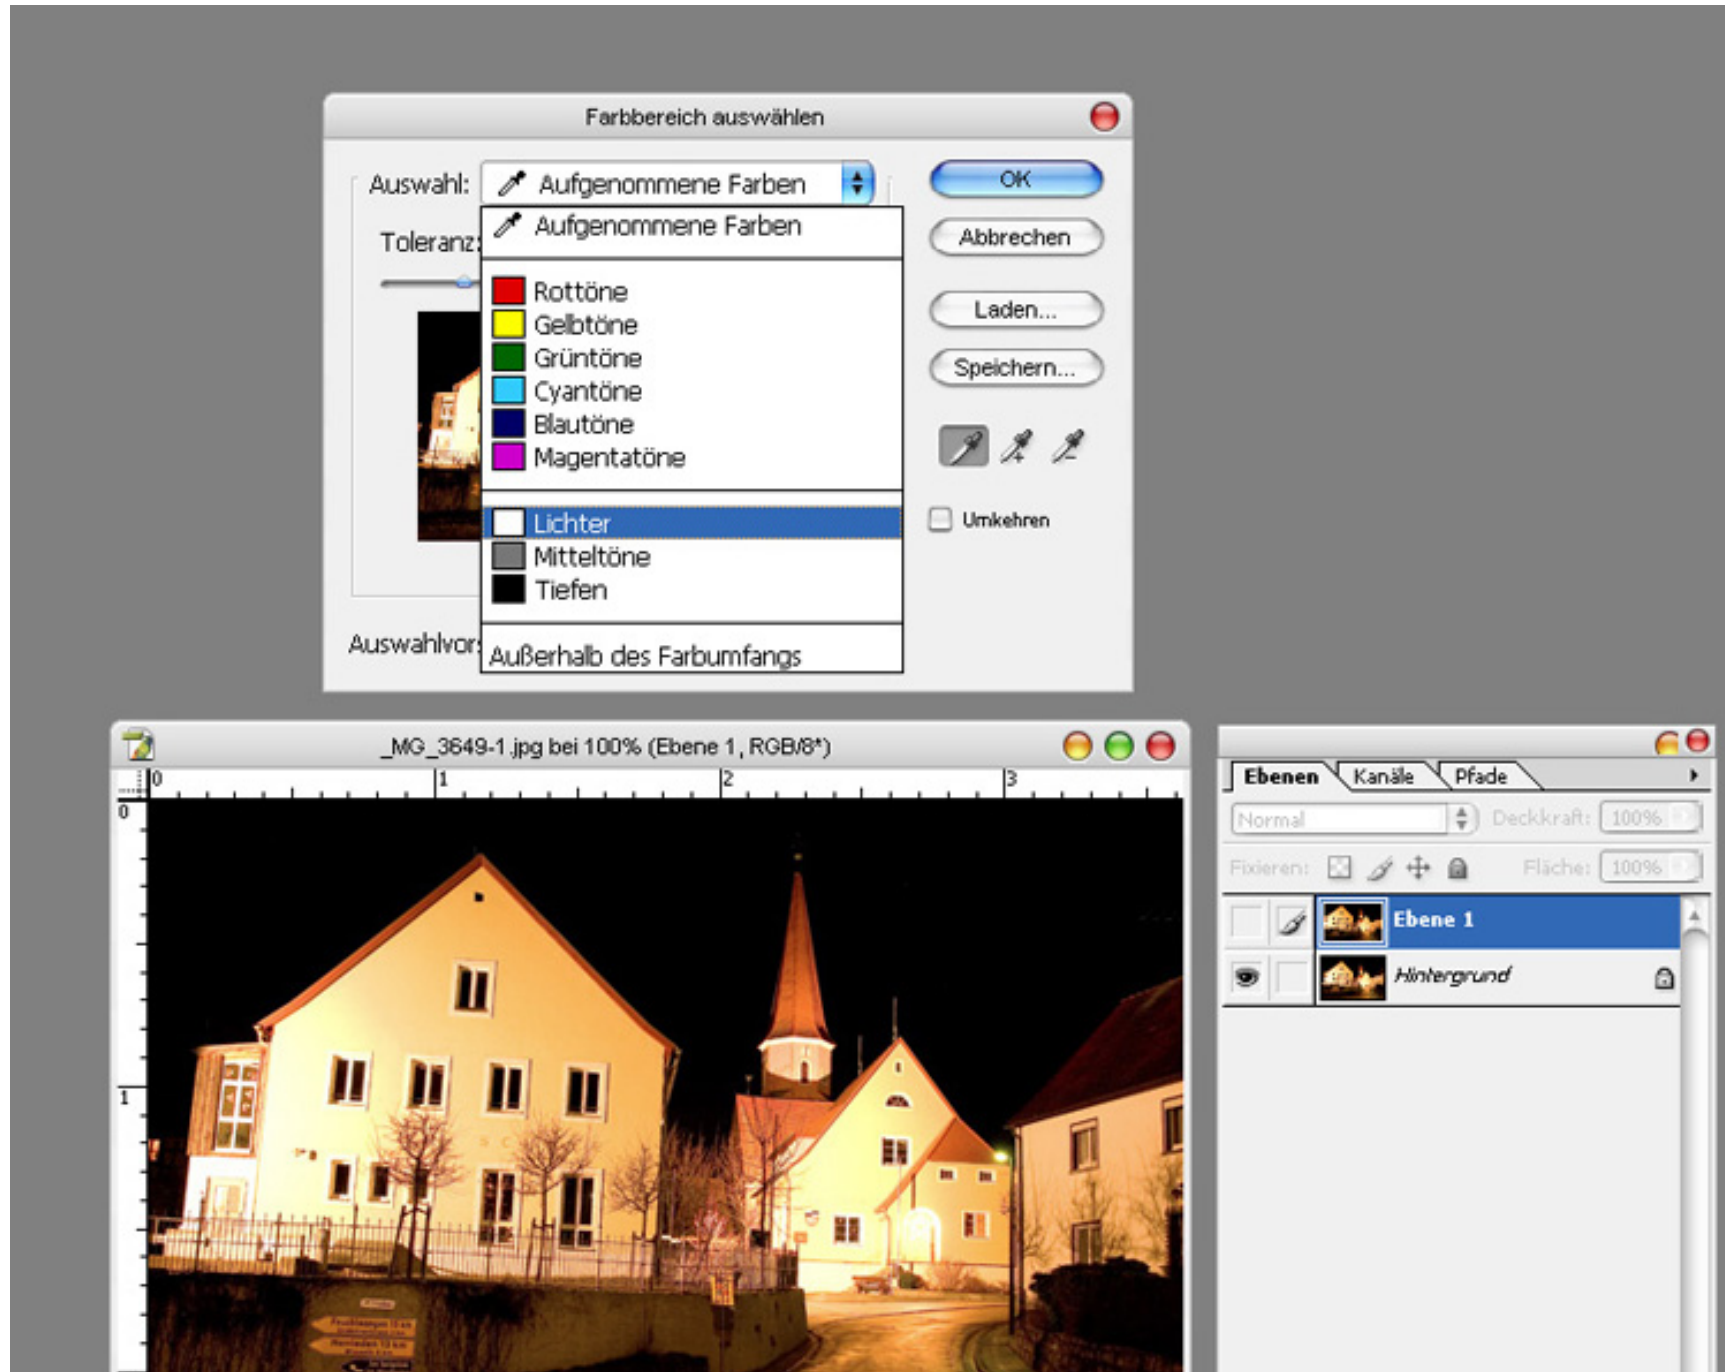 Farbbereich auswählen
Auswahl: Aufgenommene Farben
OK
Aufgenommene Farben
Abbrechen
Toleranz:
Rottöne
Laden...
Gelbtöne
Grüntöne
Speichern...
Cyantöne
Blautöne
Magentatöne
Lichter
Umkehren
Mitteltöne
Tiefen
Auswahlvor
Außerhalb des Farbumfangs
_MG_3649-1.jpg bei 100% (Ebene 1, RGB/8*)
0 1 2 3
0
1
Ebenen Kanäle Pfade
Normal Deckkraft: 100%
Fixieren: Fläche: 100%
Ebene 1
Hintergrund